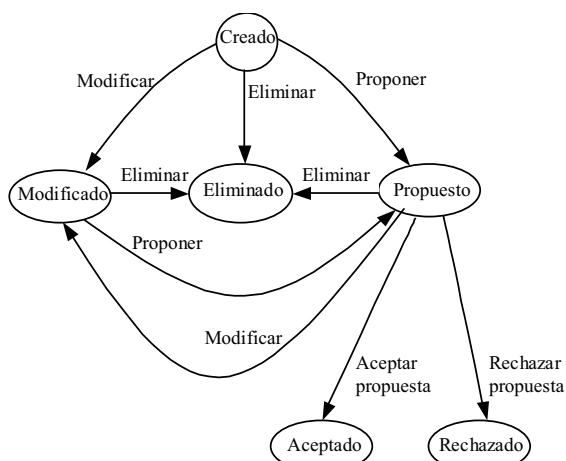 Creado
Modificar
Eliminar
Proponer
Modificado
Eliminar
Eliminado
Eliminar
Propuesto
Proponer
Modificar
Aceptar
propuesta
Rechazar
propuesta
Aceptado
Rechazado